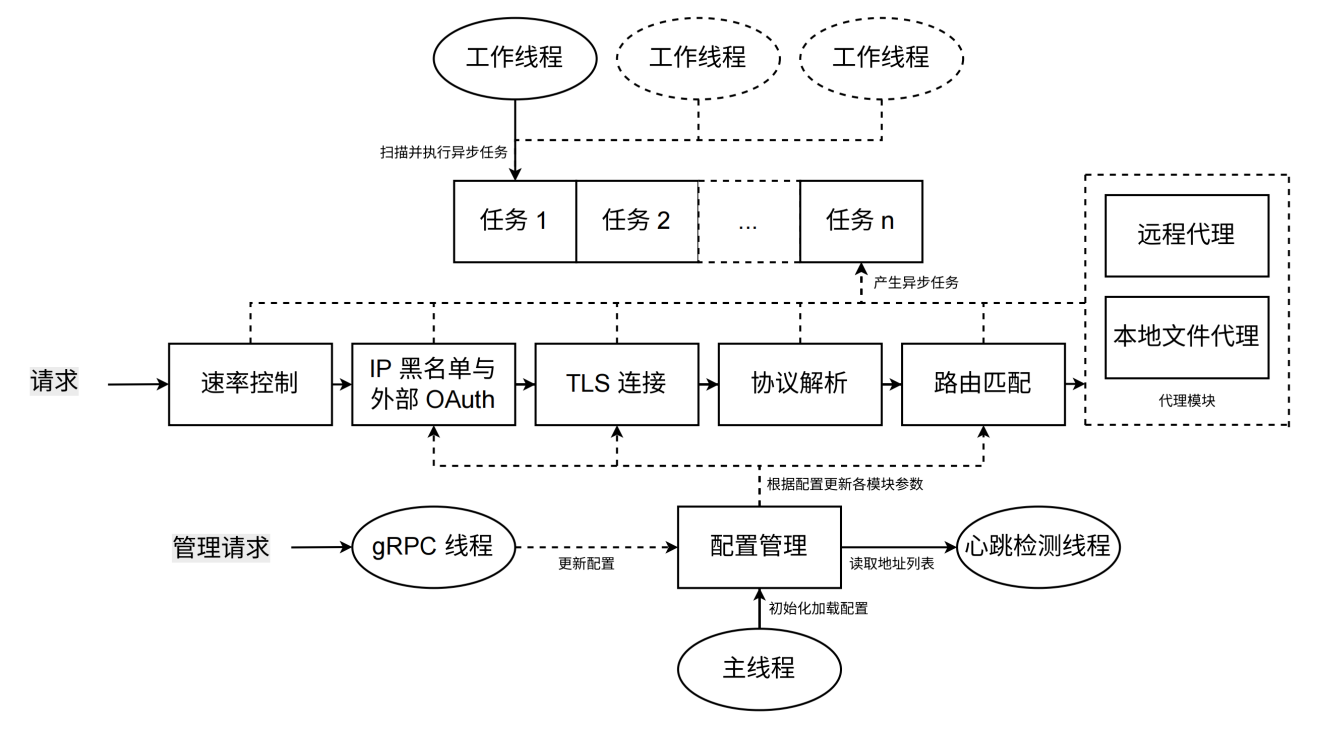 工作线程
工作线程
工作线程
扫描并执行异步任务
任务 1
任务 2
...
任务 n
远程代理
产生异步任务
本地文件代理
请求
速率控制
IP 黑名单与
外部 OAuth
TLS 连接
协议解析
路由匹配
代理模块
根据配置更新各模块参数
管理请求
gRPC 线程
更新配置
配置管理
读取地址列表
心跳检测线程
初始化加载配置
主线程